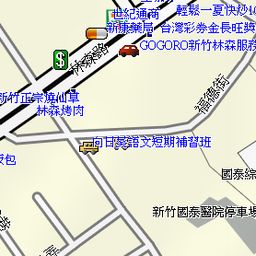 輕鬆一夏快炒
世紀通商
新康藥局
台灣彩券金長旺獎
GOGORO新竹林森服務
林森路
福德街
新竹正宗燒仙草
林森烤肉
向日葵語文短期補習班
國泰綜
新竹國泰醫院停車場